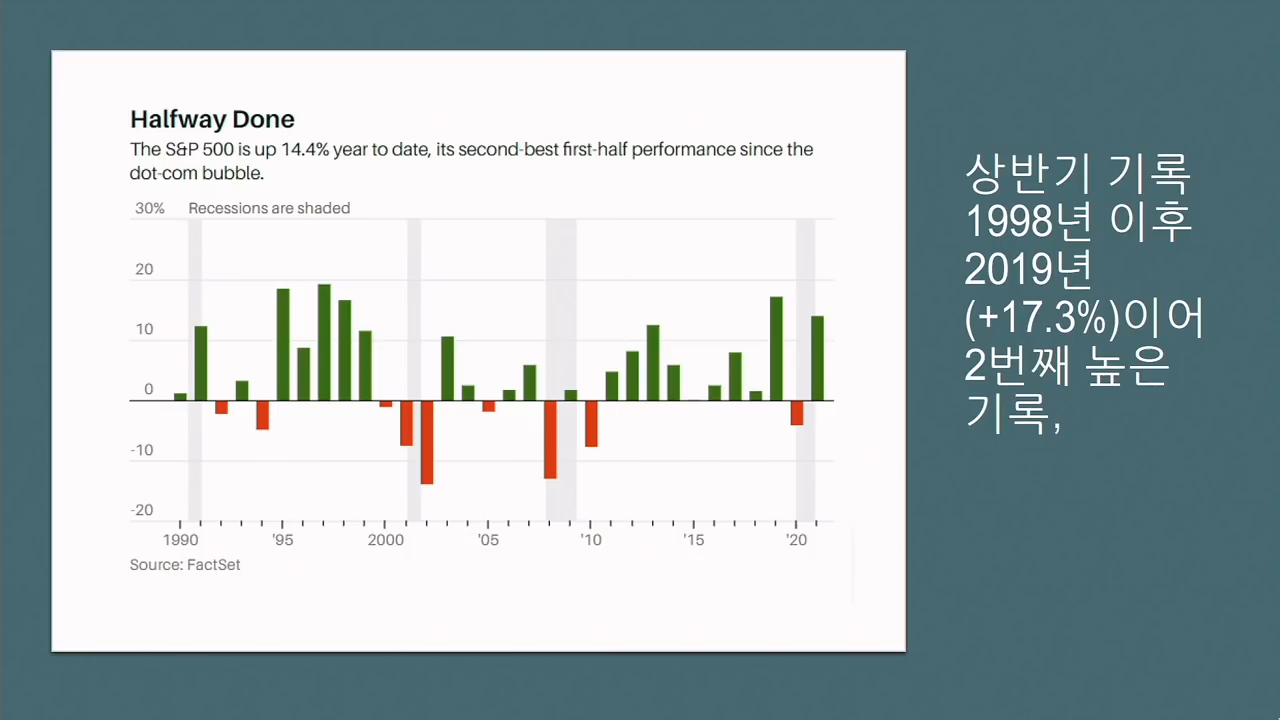 Halfway Done
The S&P 500 is up 14.4% year to date, its second-best first-half performance since the
dot-com bubble.
30% Recessions are shaded
20
10
0
-10
-20
1990 '95 2000 '05 '10 '15 '20
Source: FactSet
상반기 기록
1998년 이후
2019년
(+17.3%)이어
2번째 높은
기록,